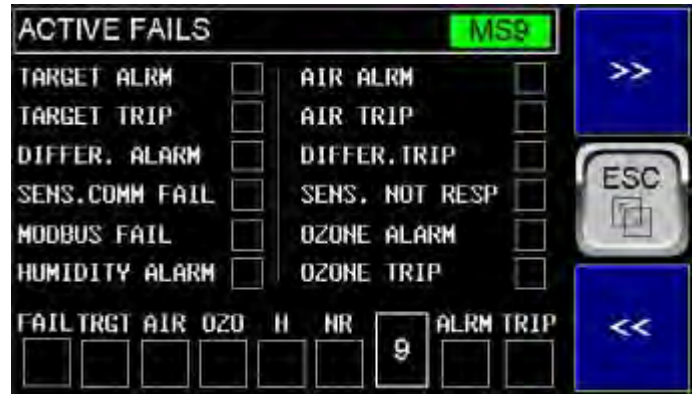 ACTIVE FAILS MS9
TARGET ALRM AIR ALRM
TARGET TRIP AIR TRIP
DIFFER. ALARM DIFFER.TRIP
SENS.COMM FAIL SENS. NOT RESP
MODBUS FAIL OZONE ALARM
HUMIDITY ALARM OZONE TRIP
FAIL TRGT AIR OZO H NR ALRM TRIP
9
>>
ESC
<<